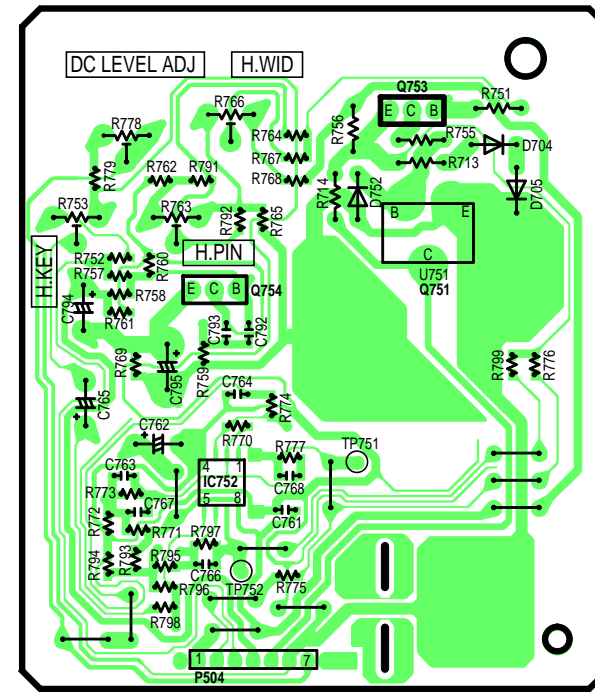 DC LEVEL ADJ
H.WID
Q753
R766
R751
R778
E C B
R764
R756
R755
D704
R767
R713
R779
R762
R791
R768
R714
D752
D705
R753
R763
R792
R765
B
E
H.KEY
H.PIN
R752
R760
C
R757
U751
E C B
Q754
Q751
C794
R758
R761
C793
C792
R769
C795
R759
R799
R776
C765
C764
R774
C762
R770
TP751
R777
C763
4 1
IC752
R773
C768
C767
5 8
R772
R771
C761
R797
R794
R793
R795
C766
R796
TP752
R775
R798
1
7
P504